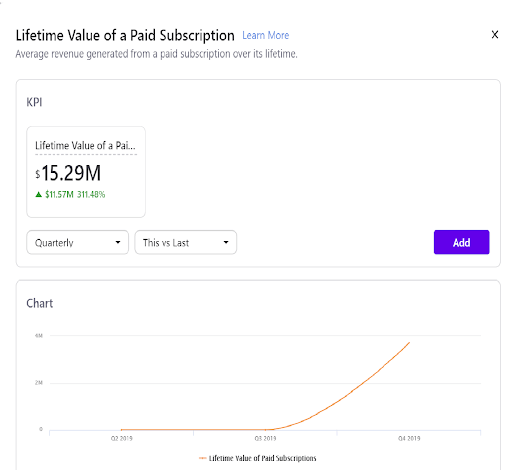 Lifetime Value of a Paid Subscription Learn More X
Average revenue generated from a paid subscription over its lifetime.
KPI
Lifetime Value of a Pai...
$15.29M
▲ $11.57M 311.48%
Quarterly This vs Last Add
Chart
2M
0
Q2 2019 Q3 2019 Q4 2019
Lifetime Value of Paid Subscriptions